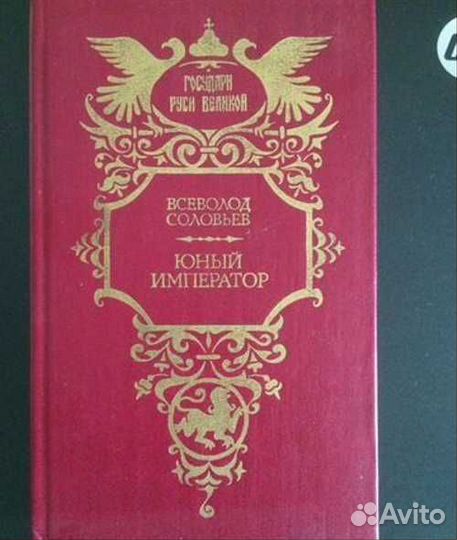 ГОСУДАРИ
РУСИ ВЕЛИКОЙ
ВСЕВОЛОД
СОЛОВЬЕВ
ЮНЫЙ
ИМПЕРАТОР
Avito